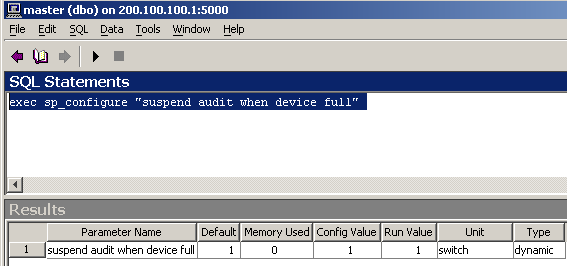 master (dbo) on 200.100.100.1:5000
File Edit SQL Data Tools Window Help
SQL Statements
exec sp_configure "suspend audit when device full"
Results
Parameter Name Default Memory Used Config Value Run Value Unit Type
1 suspend audit when device full 1 0 1 1 switch dynamic